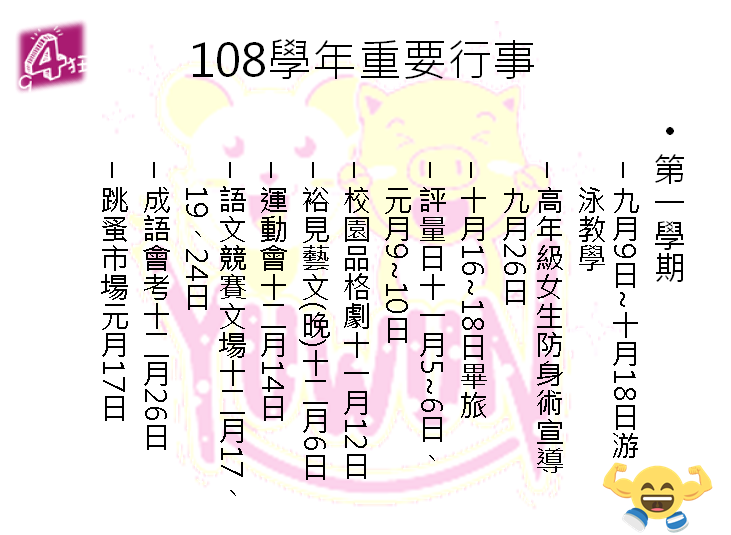 4狂
108學年重要行事
• 第一學期
– 九月9日~十月18日游
泳教學
– 高年級女生防身術宣導
九月26日
– 十月16~18日畢旅
– 評量日十一月5~6日、
元月9~10日
– 校園品格劇十一月12日
– 裕見藝文(晚)十二月6日
– 運動會十二月14日
– 語文競賽文場十二月17、
19、24日
– 成語會考十二月26日
– 跳蚤市場元月17日
YUWEN